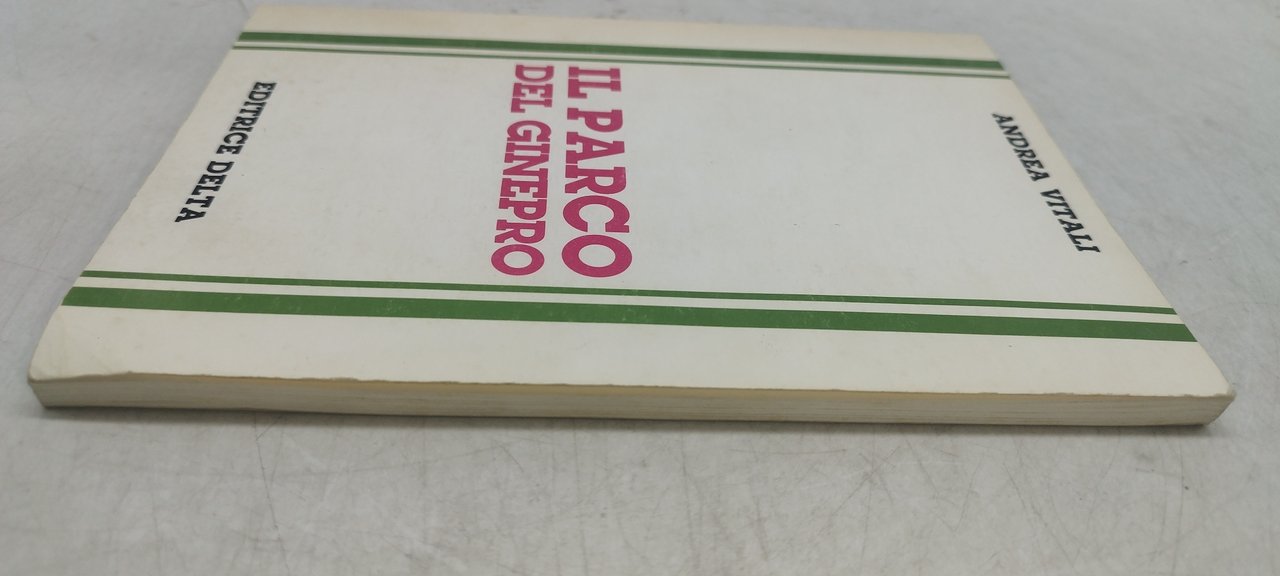 ANDREA VITALI
IL PARCO
DEL GINEPRO
EDITRICE DELTA